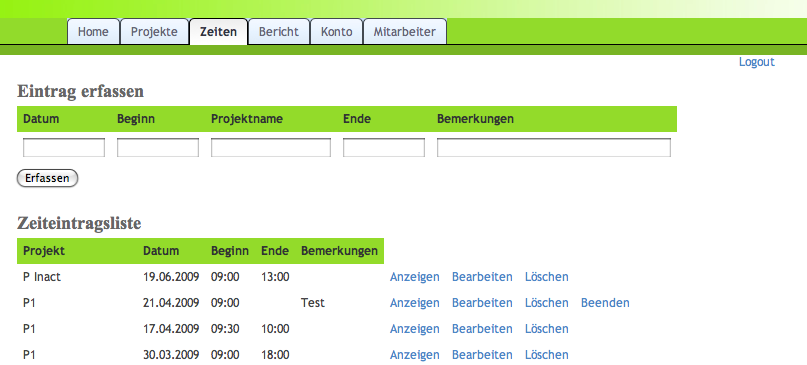 Home Projekte Zeiten Bericht Konto Mitarbeiter
Logout
Eintrag erfassen
Datum Beginn Projektname Ende Bemerkungen
Erfassen
Zeiteintragsliste
Projekt Datum Beginn Ende Bemerkungen
P Inact 19.06.2009 09:00 13:00 Anzeigen Bearbeiten Löschen
P1 21.04.2009 09:00 Test Anzeigen Bearbeiten Löschen Beenden
P1 17.04.2009 09:30 10:00 Anzeigen Bearbeiten Löschen
P1 30.03.2009 09:00 18:00 Anzeigen Bearbeiten Löschen